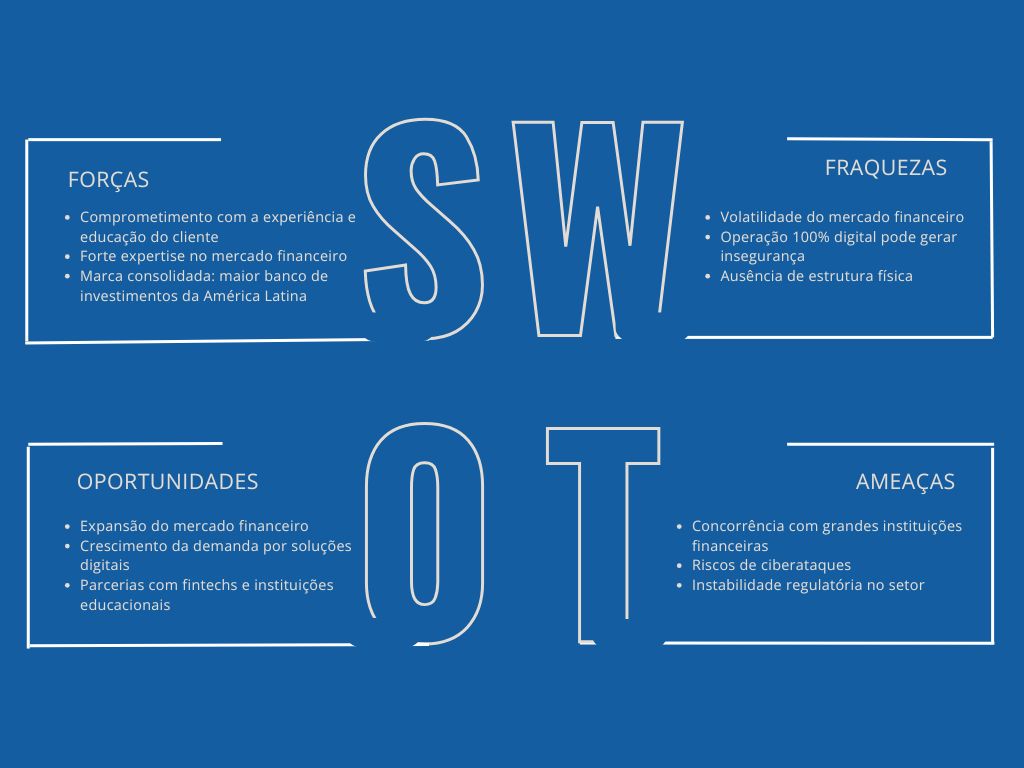 SW
FORÇAS
• Comprometimento com a experiência e
educação do cliente
• Forte expertise no mercado financeiro
• Marca consolidada: maior banco de
investimentos da América Latina
FRAQUEZAS
• Volatilidade do mercado financeiro
• Operação 100% digital pode gerar
insegurança
• Ausência de estrutura física
OT
OPORTUNIDADES
• Expansão do mercado financeiro
• Crescimento da demanda por soluções
digitais
• Parcerias com fintechs e instituições
educacionais
AMEAÇAS
• Concorrência com grandes instituições
financeiras
• Riscos de ciberataques
• Instabilidade regulatória no setor